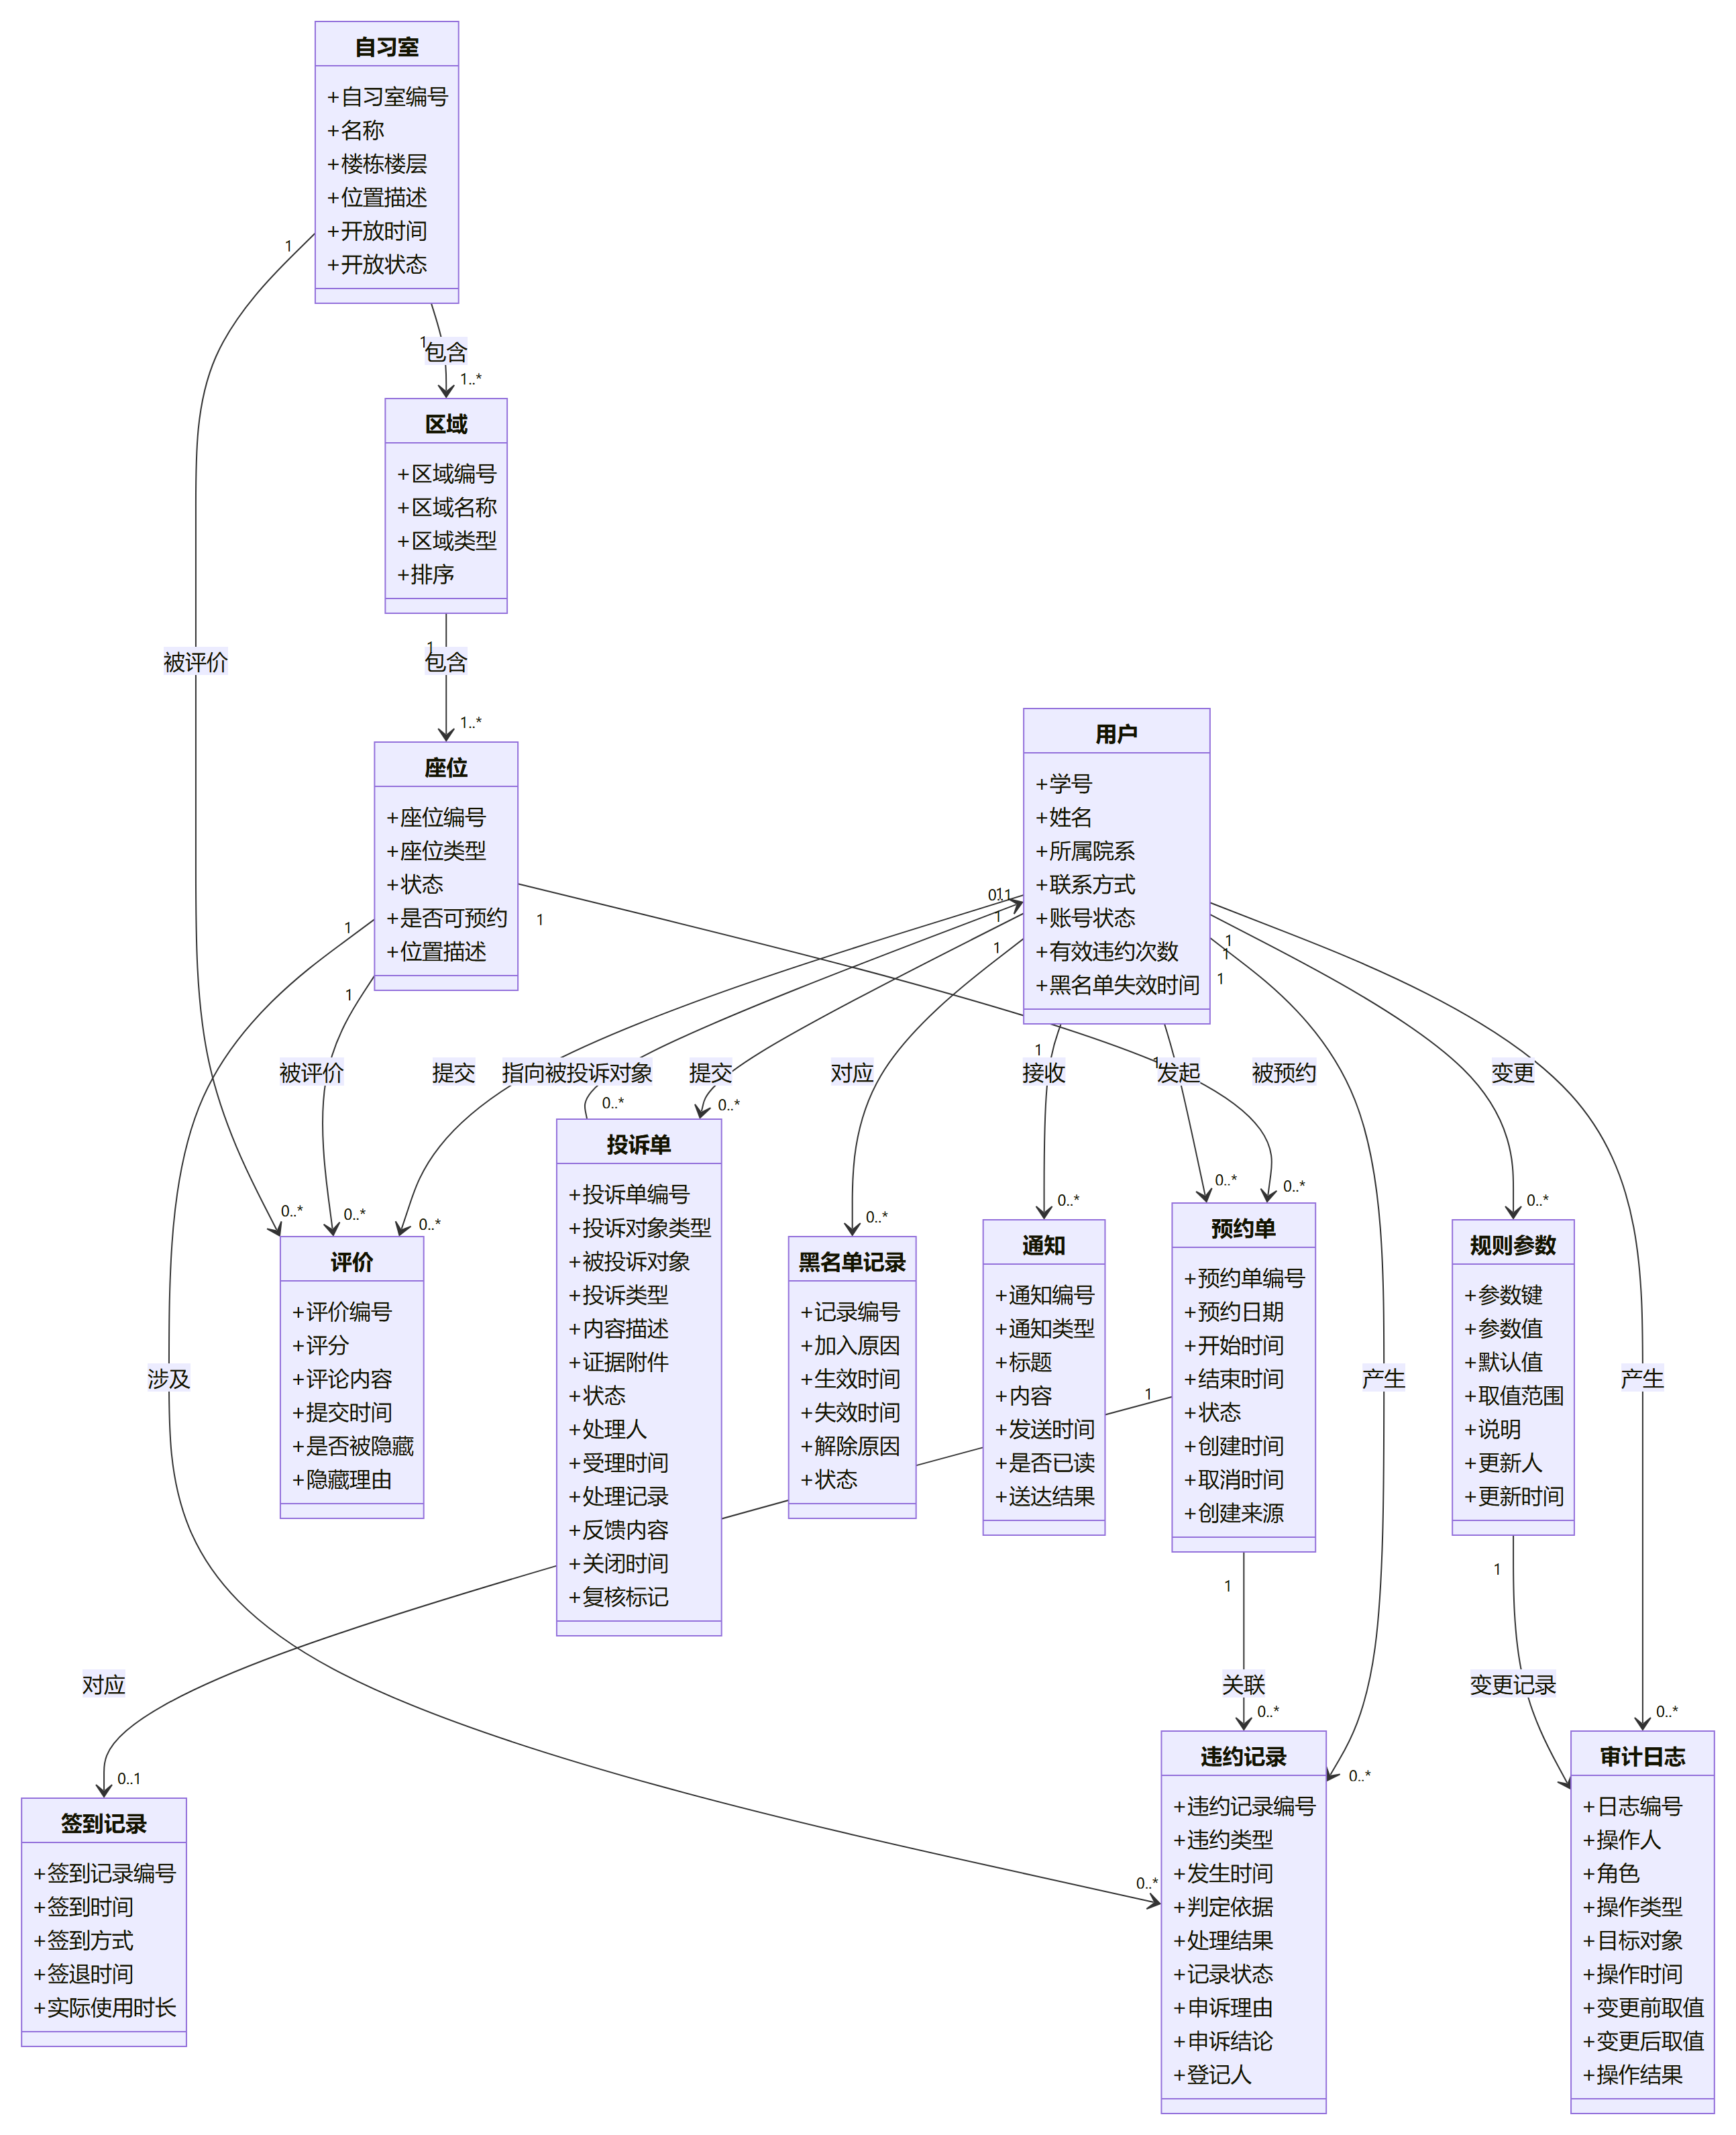 自习室
+自习室编号
+名称
+楼栋楼层
+位置描述
+开放时间
+开放状态
1
1
包含
1..*
区域
+区域编号
+区域名称
+区域类型
+排序
1
包含
被评价
1..*
座位
+座位编号
+座位类型
+状态
+是否可预约
+位置描述
1
1
1
用户
+学号
+姓名
+所属院系
+联系方式
+账号状态
+有效违约次数
+黑名单失效时间
0..1
1
1
1
1
1
1
1
1
被评价
提交
指向被投诉对象
提交
对应
接收
发起
被预约
变更
0..*
0..*
投诉单
+投诉单编号
+投诉对象类型
+被投诉对象
+投诉类型
+内容描述
+证据附件
+状态
+处理人
+受理时间
+处理记录
+反馈内容
+关闭时间
+复核标记
0..*
0..*
0..*
评价
+评价编号
+评分
+评论内容
+提交时间
+是否被隐藏
+隐藏理由
0..*
黑名单记录
+记录编号
+加入原因
+生效时间
+失效时间
+解除原因
+状态
0..*
通知
+通知编号
+通知类型
+标题
+内容
+发送时间
+是否已读
+送达结果
0..*
0..*
预约单
+预约单编号
+预约日期
+开始时间
+结束时间
+状态
+创建时间
+取消时间
+创建来源
1
1
0..*
规则参数
+参数键
+参数值
+默认值
+取值范围
+说明
+更新人
+更新时间
1
涉及
产生
产生
对应
关联
变更记录
0..1
签到记录
+签到记录编号
+签到时间
+签到方式
+签退时间
+实际使用时长
0..*
0..*
0..*
违约记录
+违约记录编号
+违约类型
+发生时间
+判定依据
+处理结果
+记录状态
+申诉理由
+申诉结论
+登记人
0..*
审计日志
+日志编号
+操作人
+角色
+操作类型
+目标对象
+操作时间
+变更前取值
+变更后取值
+操作结果